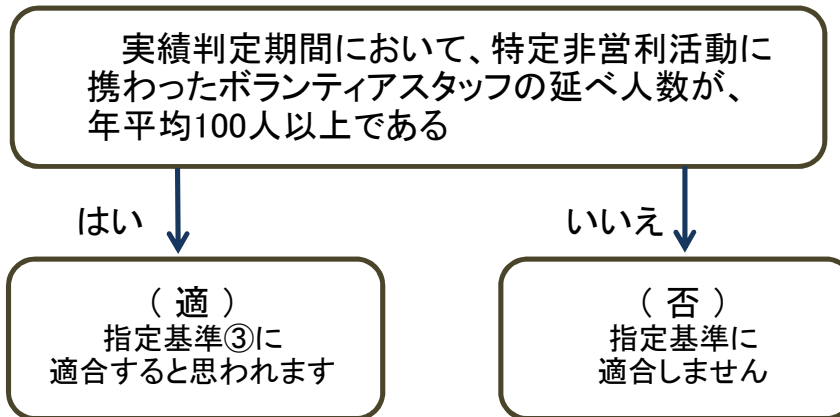 実績判定期間において、特定非営利活動に
携わったボランティアスタッフの延べ人数が、
年平均100人以上である
はい
いいえ
（ 適 ）
指定基準③に
適合すると思われます
（ 否 ）
指定基準に
適合しません